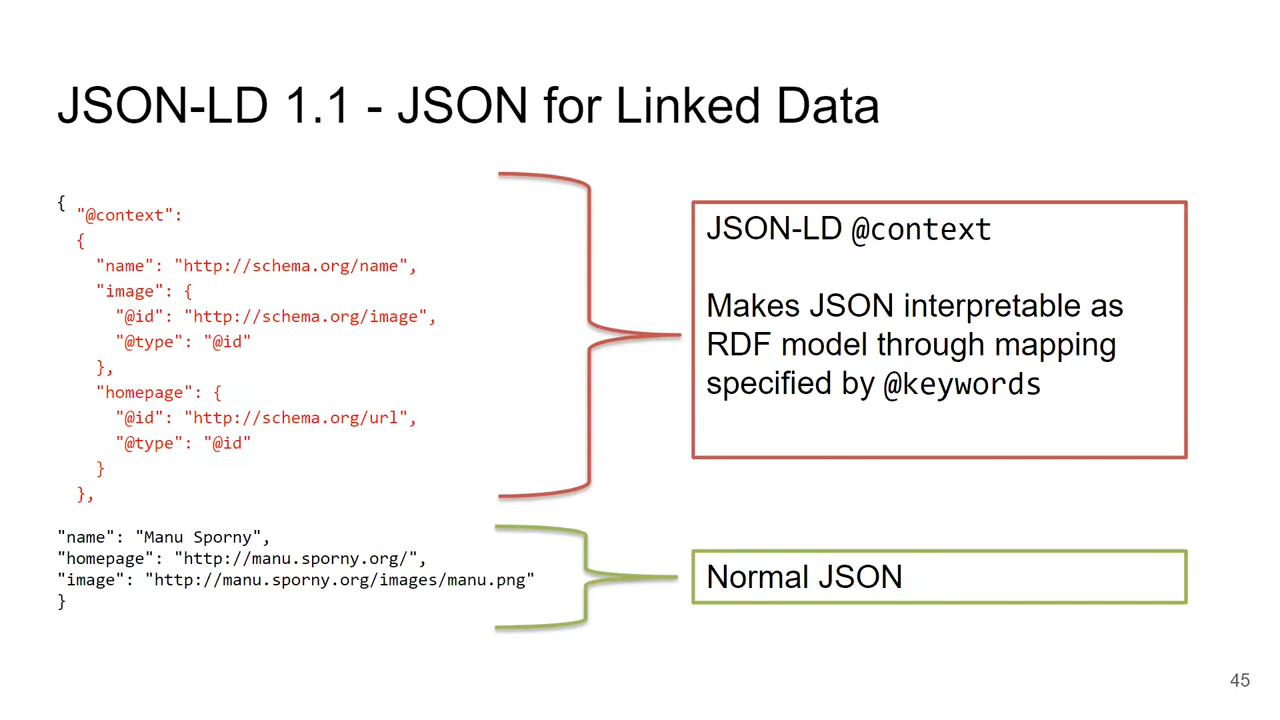 JSON-LD 1.1 - JSON for Linked Data
{
"@context":
{
"name": "http://schema.org/name",
"image": {
"@id": "http://schema.org/image",
"@type": "@id"
},
"homepage": {
"@id": "http://schema.org/url",
"@type": "@id"
}
},
"name": "Manu Sporny",
"homepage": "http://manu.sporny.org/",
"image": "http://manu.sporny.org/images/manu.png"
}
JSON-LD @context
Makes JSON interpretable as
RDF model through mapping
specified by @keywords
Normal JSON
45